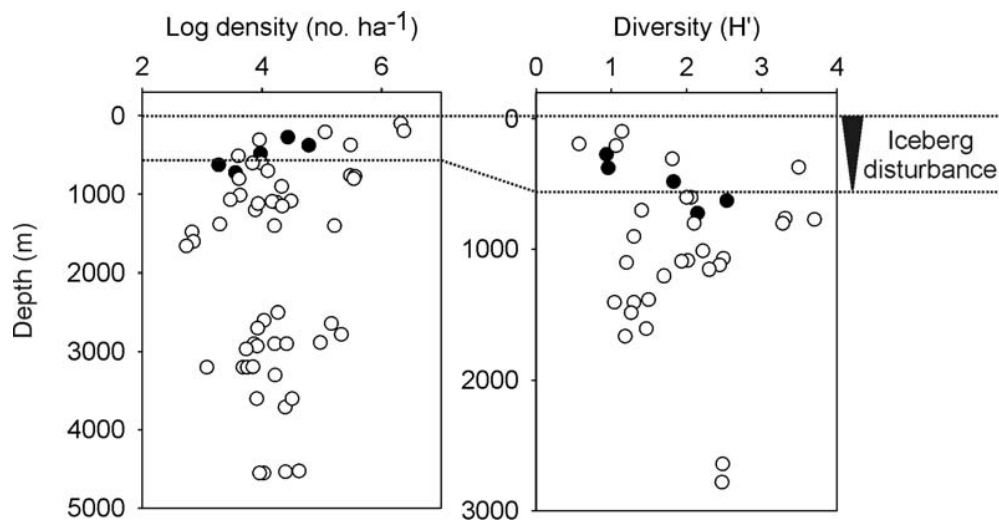 Log density (no. ha-1)
2 4 6
0
1000
2000
3000
4000
5000
Depth (m)
Diversity (H')
0 1 2 3 4
0
1000
2000
3000
Iceberg
disturbance